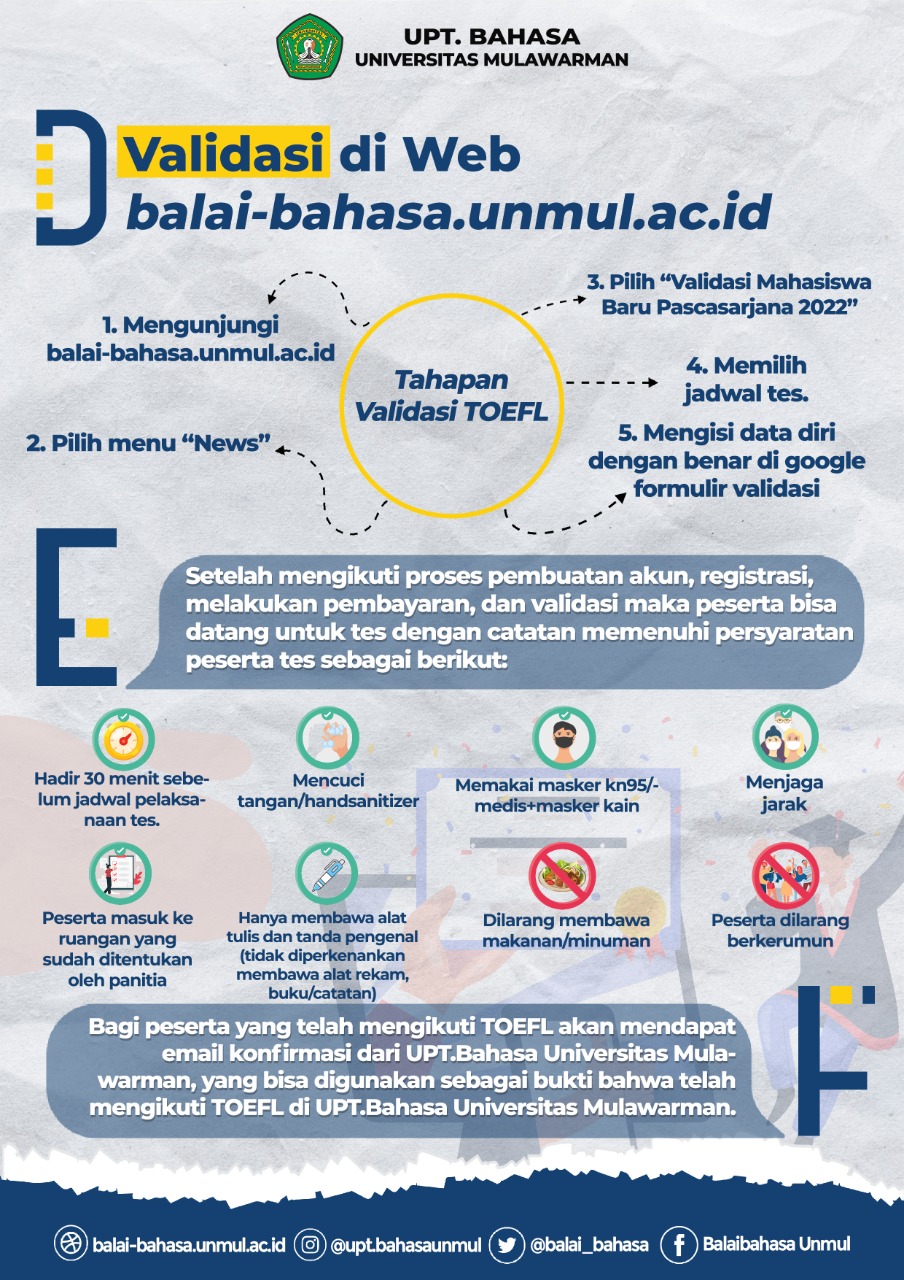 UPT. BAHASA
UNIVERSITAS MULAWARMAN
D
Validasi di Web
balai-bahasa.unmul.ac.id
Tahapan
Validasi TOEFL
1. Mengunjungi
balai-bahasa.unmul.ac.id
2. Pilih menu “News”
3. Pilih “Validasi Mahasiswa
Baru Pascasarjana 2022”
4. Memilih
jadwal tes.
5. Mengisi data diri
dengan benar di google
formulir validasi
E
Setelah mengikuti proses pembuatan akun, registrasi,
melakukan pembayaran, dan validasi maka peserta bisa
datang untuk tes dengan catatan memenuhi persyaratan
peserta tes sebagai berikut:
Hadir 30 menit sebe-
lum jadwal pelaksa-
naan tes.
Mencuci
tangan/handsanitizer
Memakai masker kn95/-
medis+masker kain
Menjaga
jarak
Peserta masuk ke
ruangan yang
sudah ditentukan
oleh panitia
Hanya membawa alat
tulis dan tanda pengenal
(tidak diperkenankan
membawa alat rekam,
buku/catatan)
Dilarang membawa
makanan/minuman
Peserta dilarang
berkerumun
F
Bagi peserta yang telah mengikuti TOEFL akan mendapat
email konfirmasi dari UPT.Bahasa Universitas Mula-
warman, yang bisa digunakan sebagai bukti bahwa telah
mengikuti TOEFL di UPT.Bahasa Universitas Mulawarman.
balai-bahasa.unmul.ac.id
@upt.bahasaunmul
@balai_bahasa
Balaibahasa Unmul